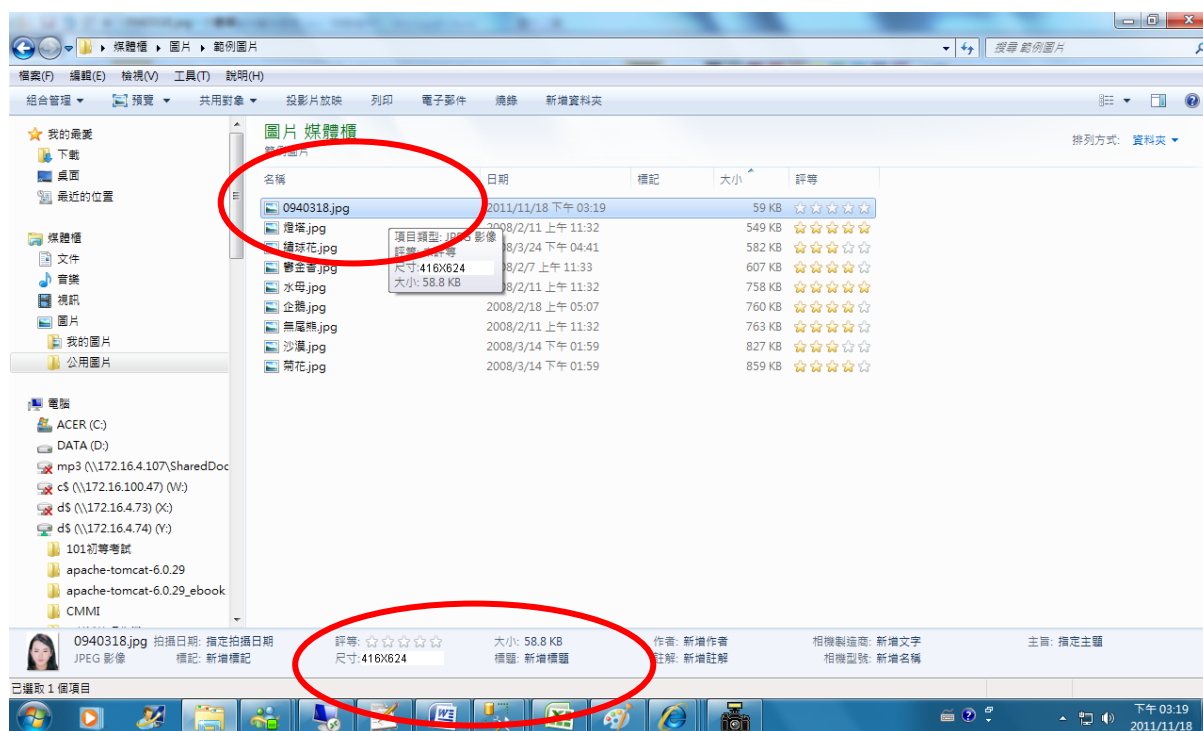 媒體櫃 ▸ 圖片 ▸ 範例圖片
搜尋 範例圖片
檔案(F) 編輯(E) 檢視(V) 工具(T) 說明(H)
組合管理 ▼ 預覽 ▼ 共用對象 ▼ 投影片放映 列印 電子郵件 燒錄 新增資料夾
我的最愛
下載
桌面
最近的位置
媒體櫃
文件
音樂
視訊
圖片
我的圖片
公用圖片
電腦
ACER (C:)
DATA (D:)
mp3 (\\172.16.4.107\SharedDoc
c$ (\\172.16.100.47) (W:)
d$ (\\172.16.4.73) (X:)
d$ (\\172.16.4.74) (Y:)
101初等考試
apache-tomcat-6.0.29
apache-tomcat-6.0.29_ebook
CMMI
圖片 媒體櫃
範例圖片
排列方式: 資料夾 ▼
名稱 日期 標記 大小 評等
0940318.jpg 2011/11/18 下午 03:19 59 KB
燈塔.jpg 2008/2/11 上午 11:32 549 KB
繡球花.jpg 8/3/24 下午 04:41 582 KB
鬱金香.jpg 8/2/7 上午 11:33 607 KB
水母.jpg 8/2/11 上午 11:32 758 KB
企鵝.jpg 2008/2/18 上午 05:07 760 KB
無尾熊.jpg 2008/2/11 上午 11:32 763 KB
沙漠.jpg 2008/3/14 下午 01:59 827 KB
菊花.jpg 2008/3/14 下午 01:59 859 KB
項目類型: JPEG 影像
評等: 未評等
尺寸:416X624
大小: 58.8 KB
0940318.jpg 拍攝日期: 指定拍攝日期 評等: 大小: 58.8 KB 作者: 新增作者 相機製造商: 新增文字 主旨: 指定主題
JPEG 影像 標記: 新增標記 尺寸:416X624 標題: 新增標題 註解: 新增註解 相機型號: 新增名稱
已選取 1 個項目
下午 03:19
2011/11/18